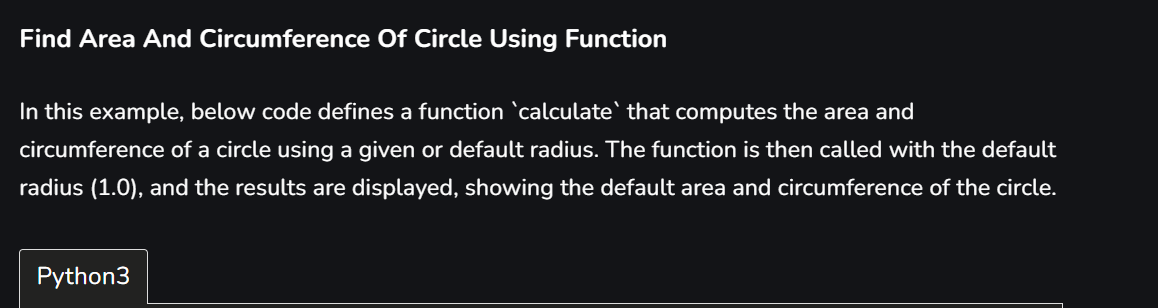 Find Area And Circumference Of Circle Using Function
In this example, below code defines a function `calculate` that computes the area and
circumference of a circle using a given or default radius. The function is then called with the default
radius (1.0), and the results are displayed, showing the default area and circumference of the circle.
Python3